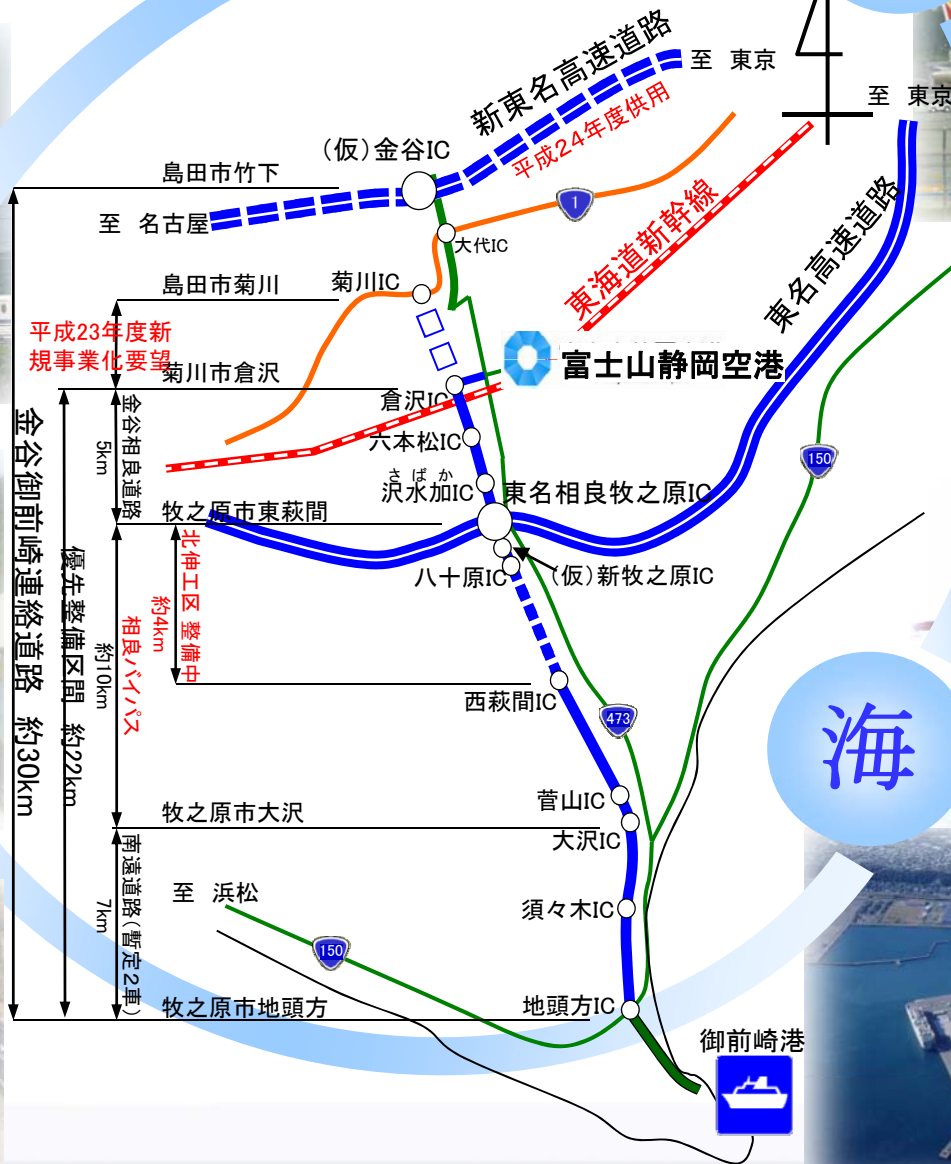 新東名高速道路
至 東京
至 東京
平成24年度供用
(仮)金谷IC
島田市竹下
至 名古屋
1
大代IC
東海道新幹線
東名高速道路
島田市菊川
菊川IC
平成23年度新
規事業化要望
富士山静岡空港
菊川市倉沢
倉沢IC
六本松IC
150
さばか
沢水加IC
東名相良牧之原IC
牧之原市東萩間
(仮)新牧之原IC
八十原IC
金谷御前崎連絡道路 約30km
優先整備区間 約22km
金谷相良道路
5km
相良バイパス
約10km
北伸工区 整備中
約4km
西萩間IC
473
海
菅山IC
牧之原市大沢
大沢IC
南遠道路(暫定2車)
7km
至 浜松
須々木IC
150
牧之原市地頭方
地頭方IC
御前崎港